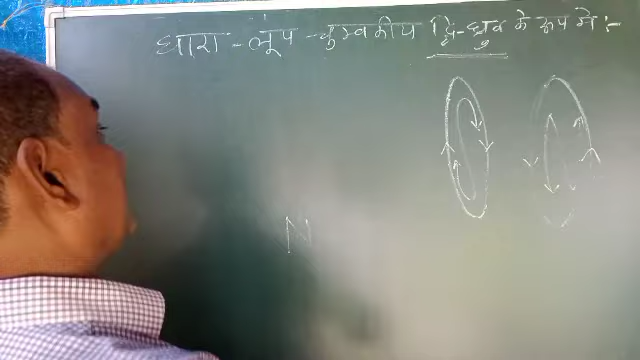 धारा - लूप - चुम्बकीय द्वि-ध्रुव के रूप में :-
N